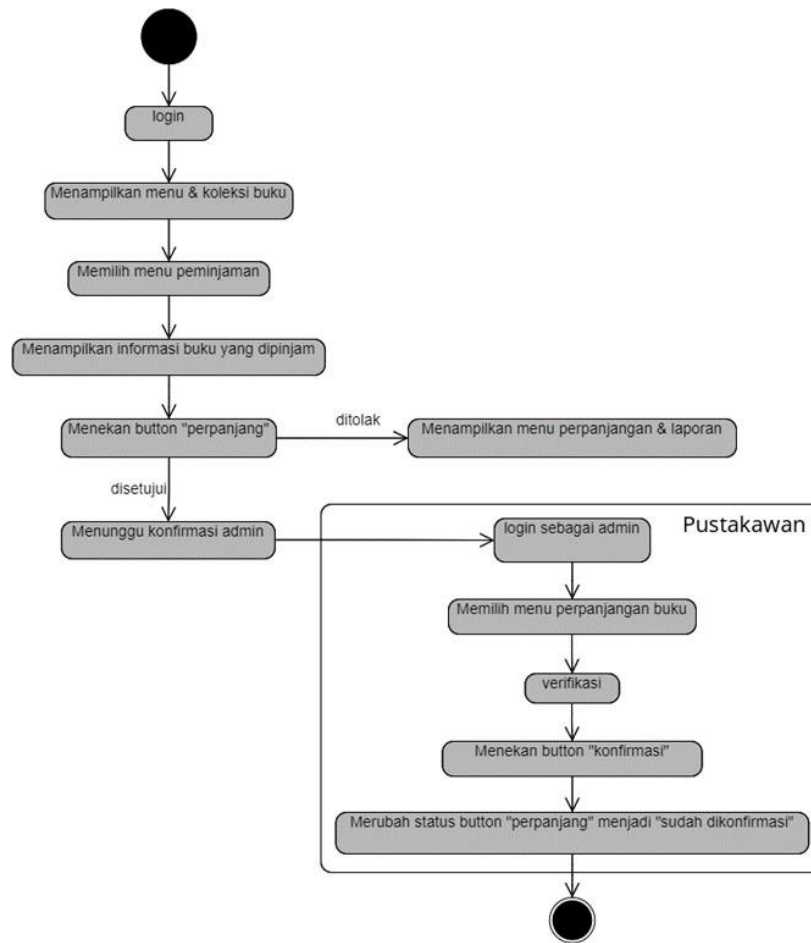 login
Menampilkan menu & koleksi buku
Memilih menu peminjaman
Menampilkan informasi buku yang dipinjam
Menekan button "perpanjang"
ditolak
Menampilkan menu perpanjangan & laporan
disetujui
Menunggu konfirmasi admin
Pustakawan
login sebagai admin
Memilih menu perpanjangan buku
verifikasi
Menekan button "konfirmasi"
Merubah status button "perpanjang" menjadi "sudah dikonfirmasi"